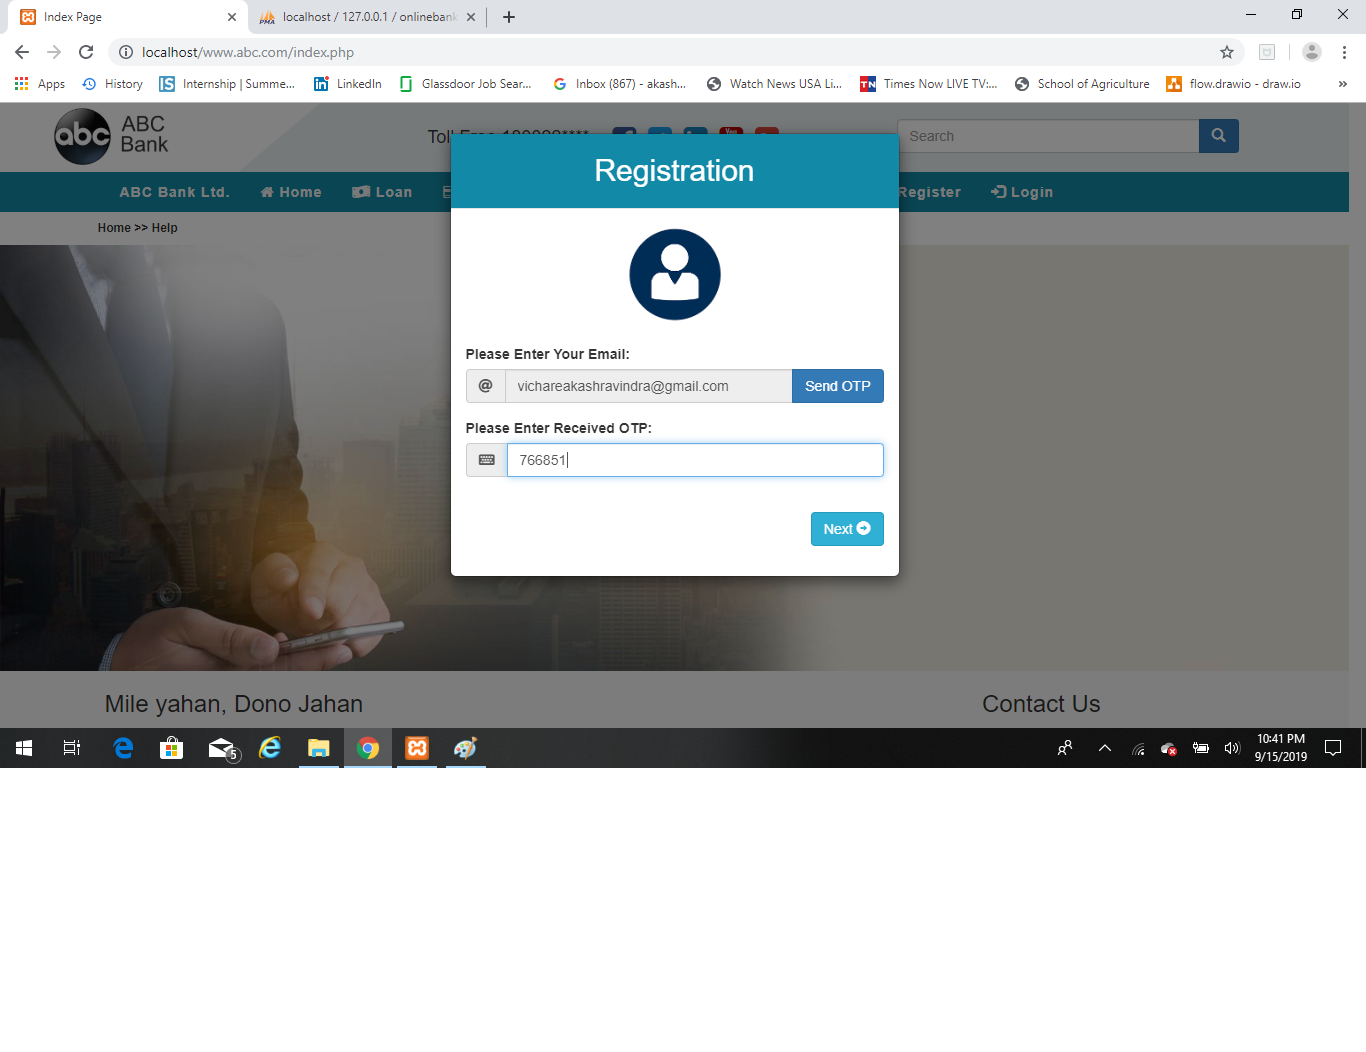 Index Page
localhost / 127.0.0.1 / onlinebank
localhost/www.abc.com/index.php
Apps
History
Internship | Summe...
LinkedIn
Glassdoor Job Sear...
Inbox (867) - akash...
Watch News USA Li...
Times Now LIVE TV:...
School of Agriculture
flow.drawio - draw.io
abc
ABC
Bank
Search
ABC Bank Ltd.
Home
Loan
Register
Login
Home >> Help
Registration
Please Enter Your Email:
@
vichareakashravindra@gmail.com
Send OTP
Please Enter Received OTP:
766851
Next
Mile yahan, Dono Jahan
Contact Us
5
10:41 PM
9/15/2019